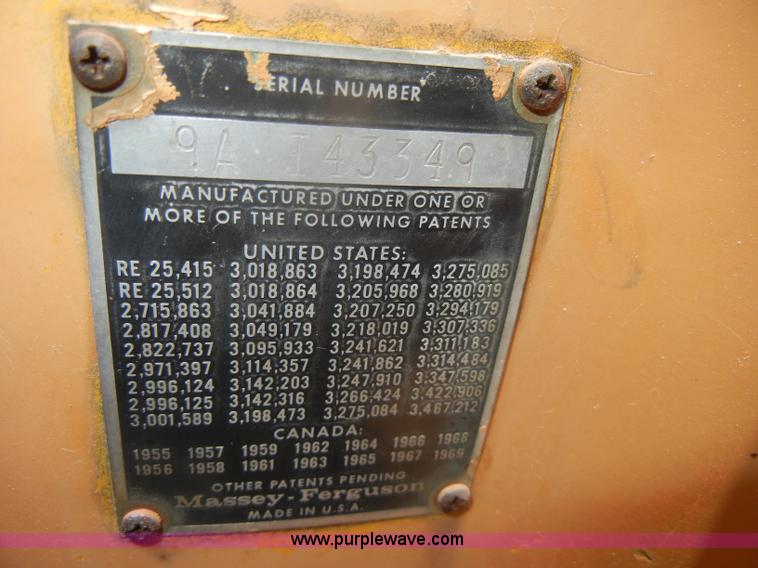 SERIAL NUMBER
9A I43349
MANUFACTURED UNDER ONE OR
MORE OF THE FOLLOWING PATENTS
UNITED STATES:
RE 25,415 3,018,863 3,198,474 3,275,085
RE 25,512 3,018,864 3,205,968 3,280,919
2,715,863 3,041,884 3,207,250 3,294,179
2,817,408 3,049,179 3,218,019 3,307,336
2,822,737 3,095,933 3,241,621 3,311,183
2,971,397 3,114,357 3,241,862 3,314,484
2,996,124 3,142,203 3,247,910 3,347,598
2,996,125 3,142,316 3,266,424 3,422,906
3,001,589 3,198,473 3,275,084 3,467,212
CANADA:
1955 1957 1959 1962 1964 1966 1968
1956 1958 1961 1963 1965 1967 1969
OTHER PATENTS PENDING
Massey-Ferguson
MADE IN U.S.A.
www.purplewave.com